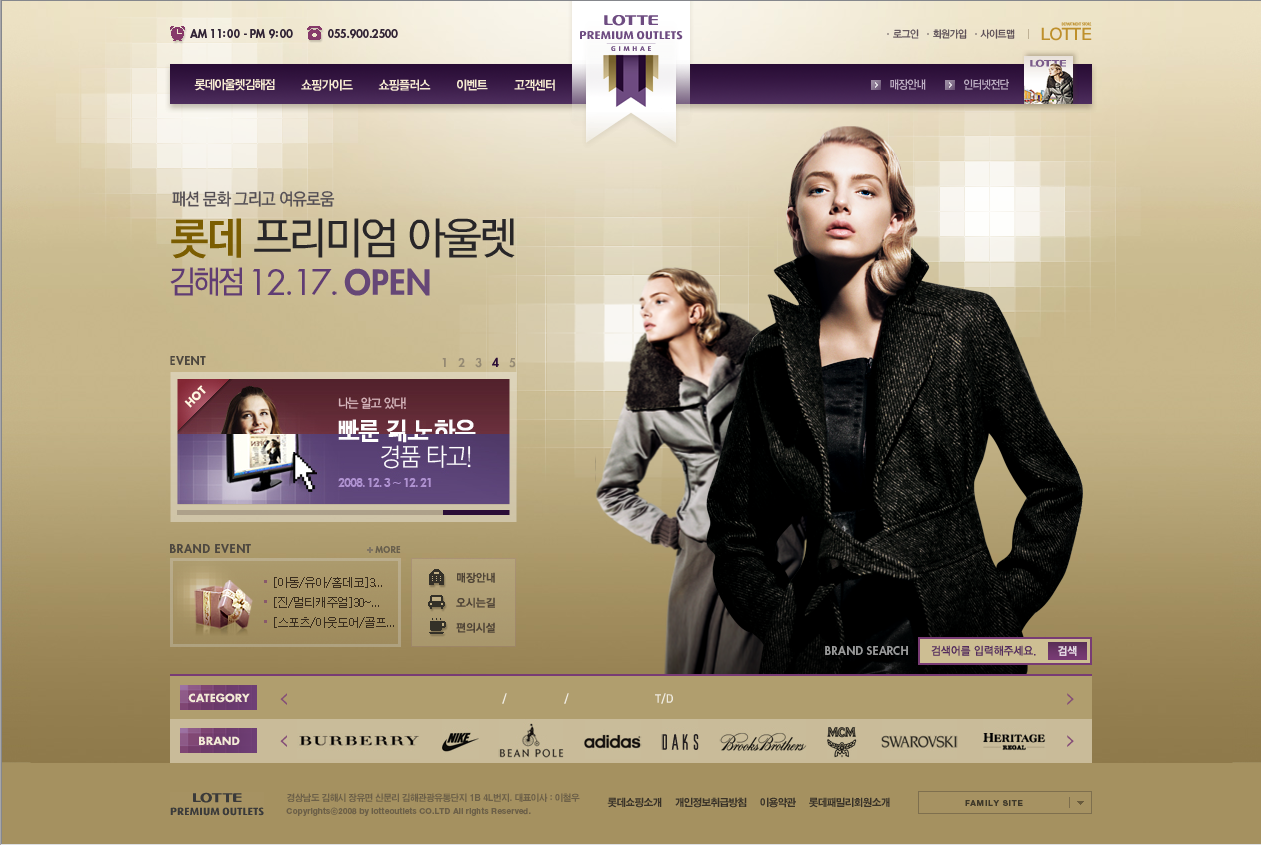 AM 11:00 - PM 9:00 055.900.2500
LOTTE
PREMIUM OUTLETS
GIMHAE
· 로그인 · 회원가입 · 사이트맵
DEPARTMENT STORE
LOTTE
롯데아울렛김해점 쇼핑가이드 쇼핑플러스 이벤트 고객센터
매장안내 인터넷전단
LOTTE
패션 문화 그리고 여유로움
롯데 프리미엄 아울렛
김해점 12.17. OPEN
EVENT
1 2 3 4 5
HOT
나는 알고 있다!
빠른
경품 타고!
2008. 12. 3 ~ 12. 21
BRAND EVENT
+ MORE
[아동/유아/홈데코]3...
[진/멀티캐주얼]30~...
[스포츠/아웃도어/골프...
매장안내
오시는길
편의시설
BRAND SEARCH 검색어를 입력해주세요. 검색
CATEGORY / / T/D
BRAND BURBERRY NIKE BEAN POLE adidas DAKS Brooks Brothers MCM SWAROVSKI HERITAGE REGAL
LOTTE
PREMIUM OUTLETS
경상남도 김해시 장유면 신문리 김해관광유통단지 1B 4L번지. 대표이사 : 이철우
Copyrights@2008 by lotteoutlets CO.LTD All rights Reserved.
롯데쇼핑소개 개인정보취급방침 이용약관 롯데패밀리회원소개
FAMILY SITE